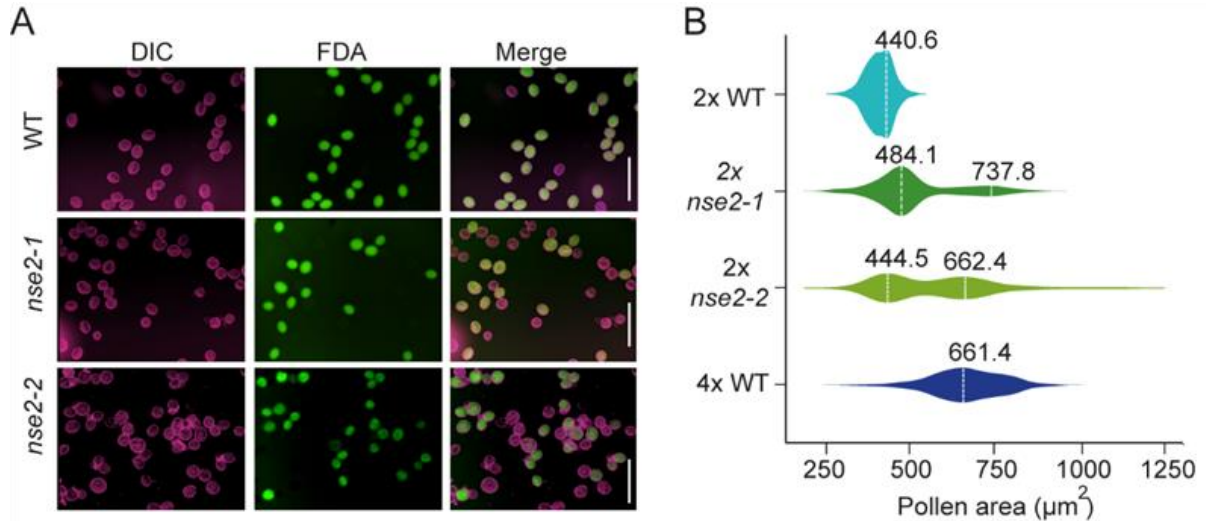 A
DIC FDA Merge
WT
nse2-1
nse2-2
B
440.6
2x WT
484.1
737.8
2x
nse2-1
444.5
662.4
2x
nse2-2
661.4
4x WT
250 500 750 1000 1250
Pollen area (µm²)